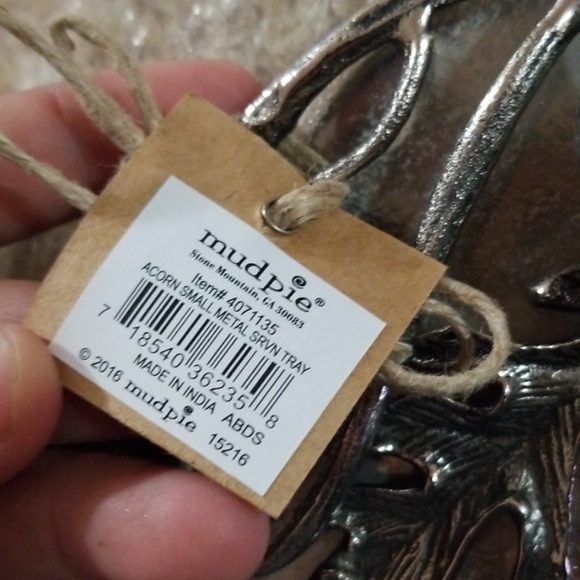 mudpie®
Stone Mountain, GA 30083
Item# 4071135
ACORN SMALL METAL SRVN TRAY
7 18540 36235 8
MADE IN INDIA ABDS
© 2016 mudpie 15216